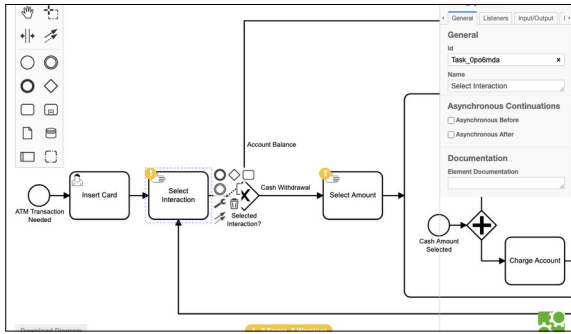 General
Listeners
Input/Output
General
Id
Task_0po6mda
Name
Select Interaction
Asynchronous Continuations
Asynchronous Before
Asynchronous After
Documentation
Element Documentation
Account Balance
Insert Card
Select
Interaction
Cash Withdrawal
Select Amount
ATM Transaction
Needed
Selected
Interaction?
Cash Amount
Selected
Charge Account
Download Diagram